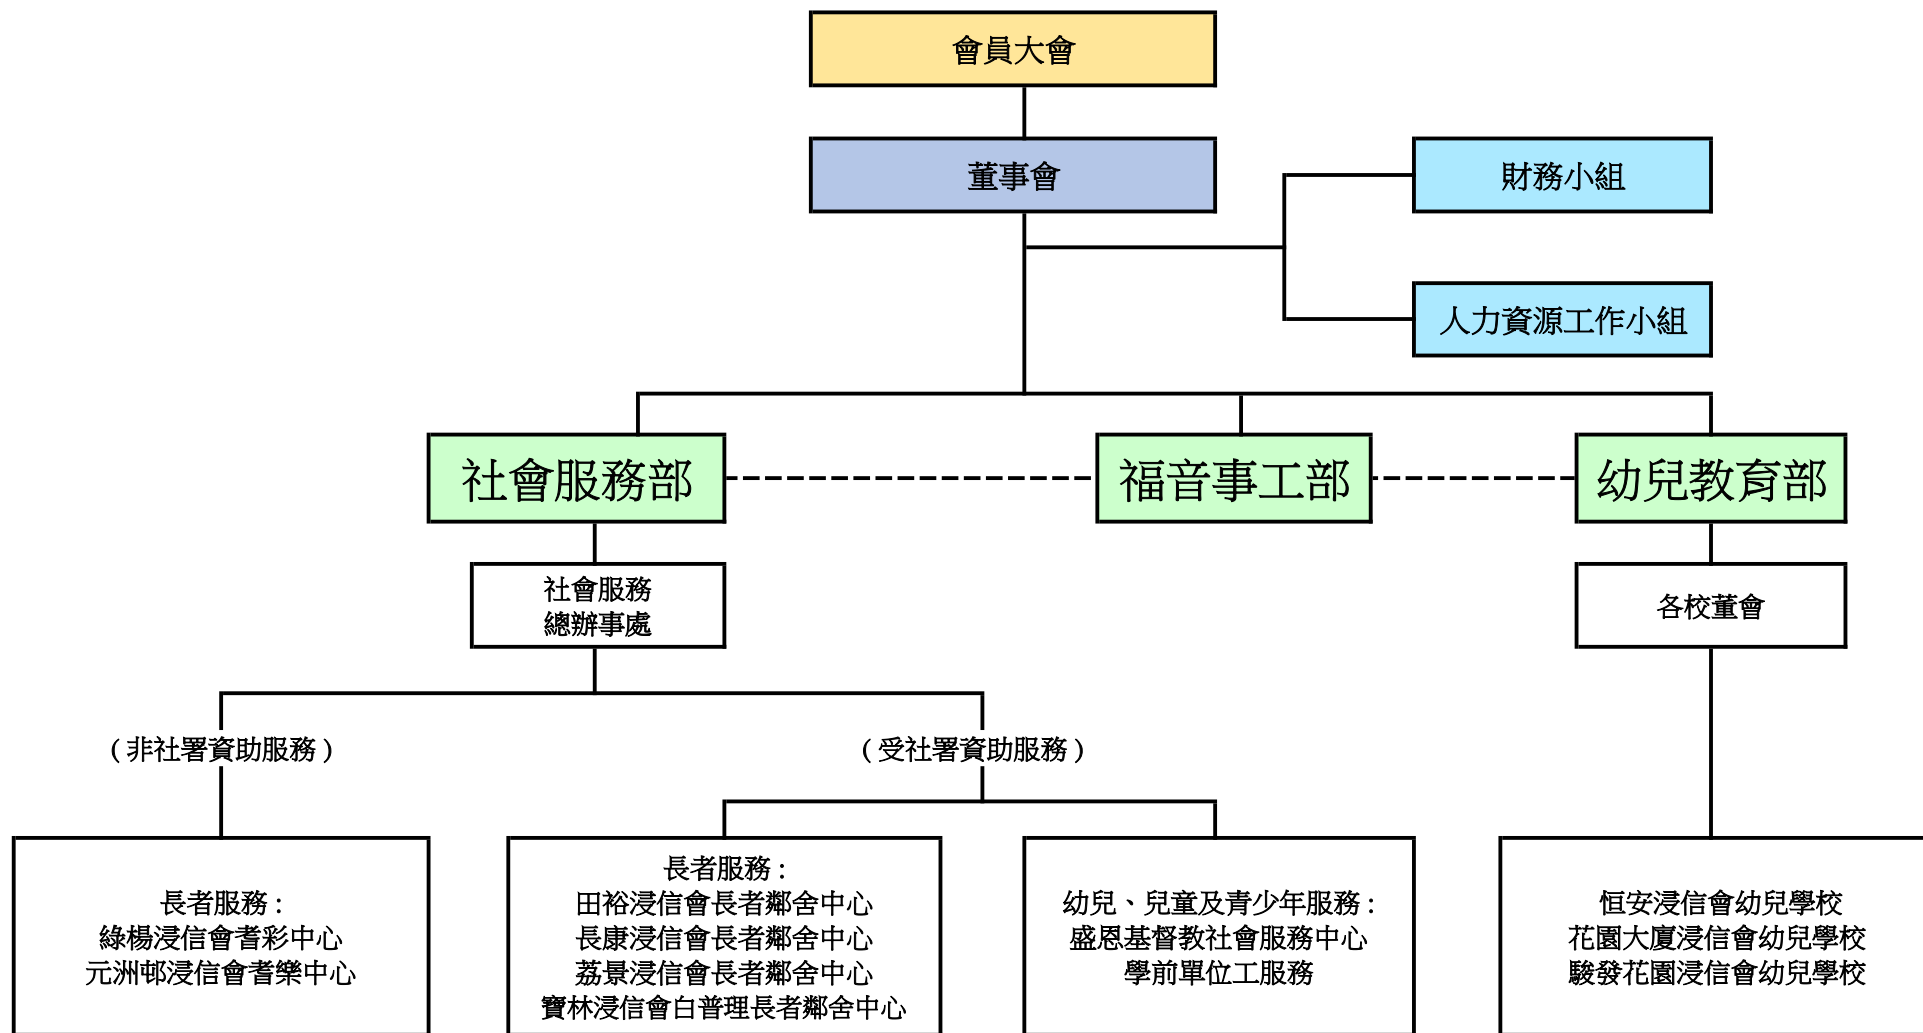 會員大會
董事會
財務小組
人力資源工作小組
社會服務部
福音事工部
幼兒教育部
社會服務
總辦事處
各校董會
(非社署資助服務)
(受社署資助服務)
長者服務:
綠楊浸信會耆彩中心
元洲邨浸信會耆樂中心
長者服務:
田裕浸信會長者鄰舍中心
長康浸信會長者鄰舍中心
荔景浸信會長者鄰舍中心
寶林浸信會白普理長者鄰舍中心
幼兒、兒童及青少年服務:
盛恩基督教社會服務中心
學前單位工服務
恒安浸信會幼兒學校
花園大廈浸信會幼兒學校
駿發花園浸信會幼兒學校